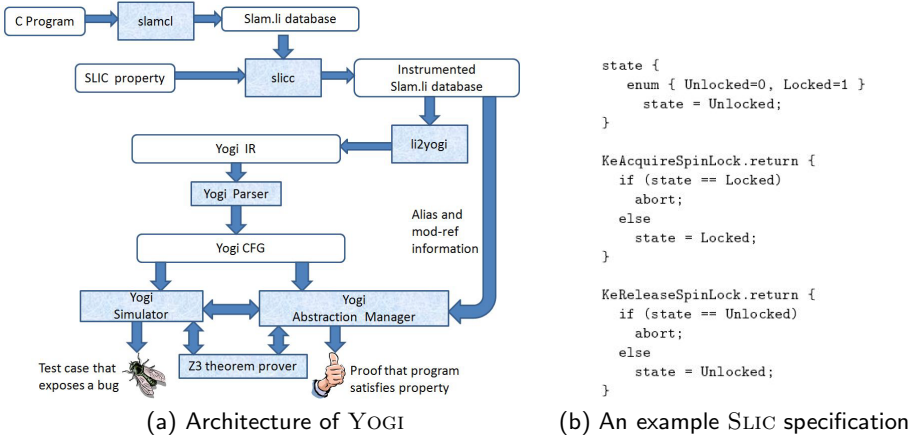 C Program
slamcl
Slam.li database
SLIC property
slicc
Instrumented
Slam.li database
li2yogi
Yogi IR
Yogi Parser
Alias and
mod-ref
information
Yogi CFG
Yogi
Simulator
Yogi
Abstraction Manager
Test case that
exposes a bug
Z3 theorem prover
Proof that program
satisfies property
(a) Architecture of YOGI
state {
enum { Unlocked=0, Locked=1 }
state = Unlocked;
}
KeAcquireSpinLock.return {
if (state == Locked)
abort;
else
state = Locked;
}
KeReleaseSpinLock.return {
if (state == Unlocked)
abort;
else
state = Unlocked;
}
(b) An example SLIC specification